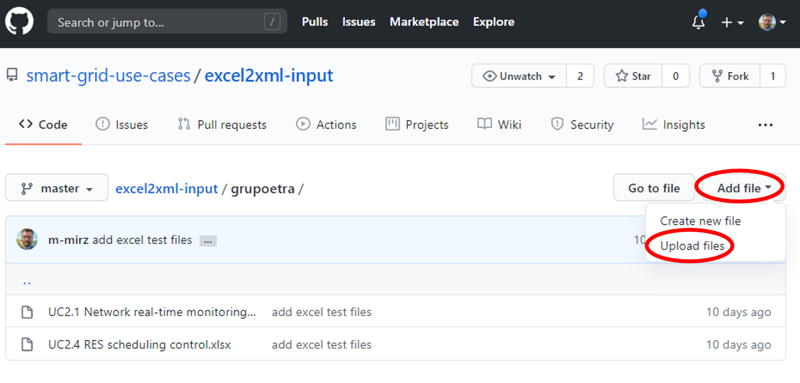 Search or jump to... / Pulls Issues Marketplace Explore
smart-grid-use-cases / excel2xml-input Unwatch 2 Star 0 Fork 1
Code Issues Pull requests Actions Projects Wiki Security Insights ...
master excel2xml-input / grupoetra / Go to file Add file
Create new file
m-mirz add excel test files ... 10
Upload files
..
UC2.1 Network real-time monitoring... add excel test files 10 days ago
UC2.4 RES scheduling control.xlsx add excel test files 10 days ago